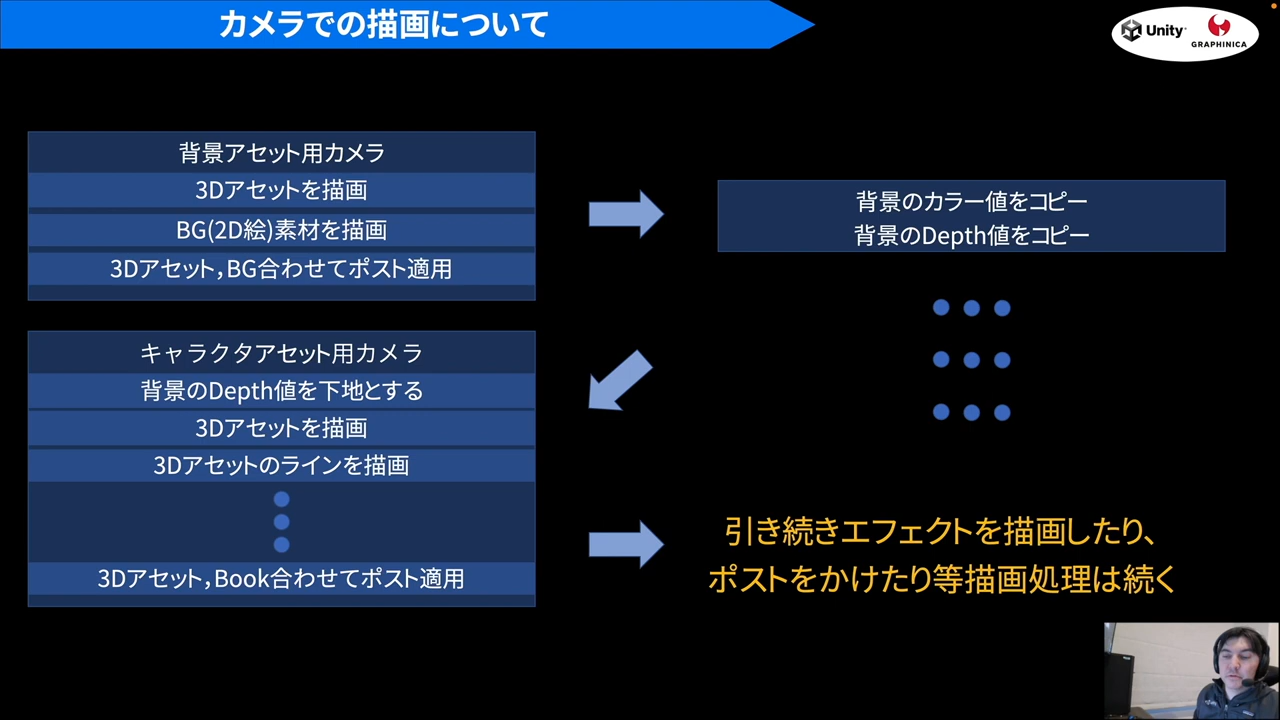 カメラでの描画について
Unity
GRAPHINICA
背景アセット用カメラ
3Dアセットを描画
BG(2D絵)素材を描画
3Dアセット,BG合わせてポスト適用
背景のカラー値をコピー
背景のDepth値をコピー
キャラクタアセット用カメラ
背景のDepth値を下地とする
3Dアセットを描画
3Dアセットのラインを描画
3Dアセット,Book合わせてポスト適用
引き続きエフェクトを描画したり、
ポストをかけたり等描画処理は続く